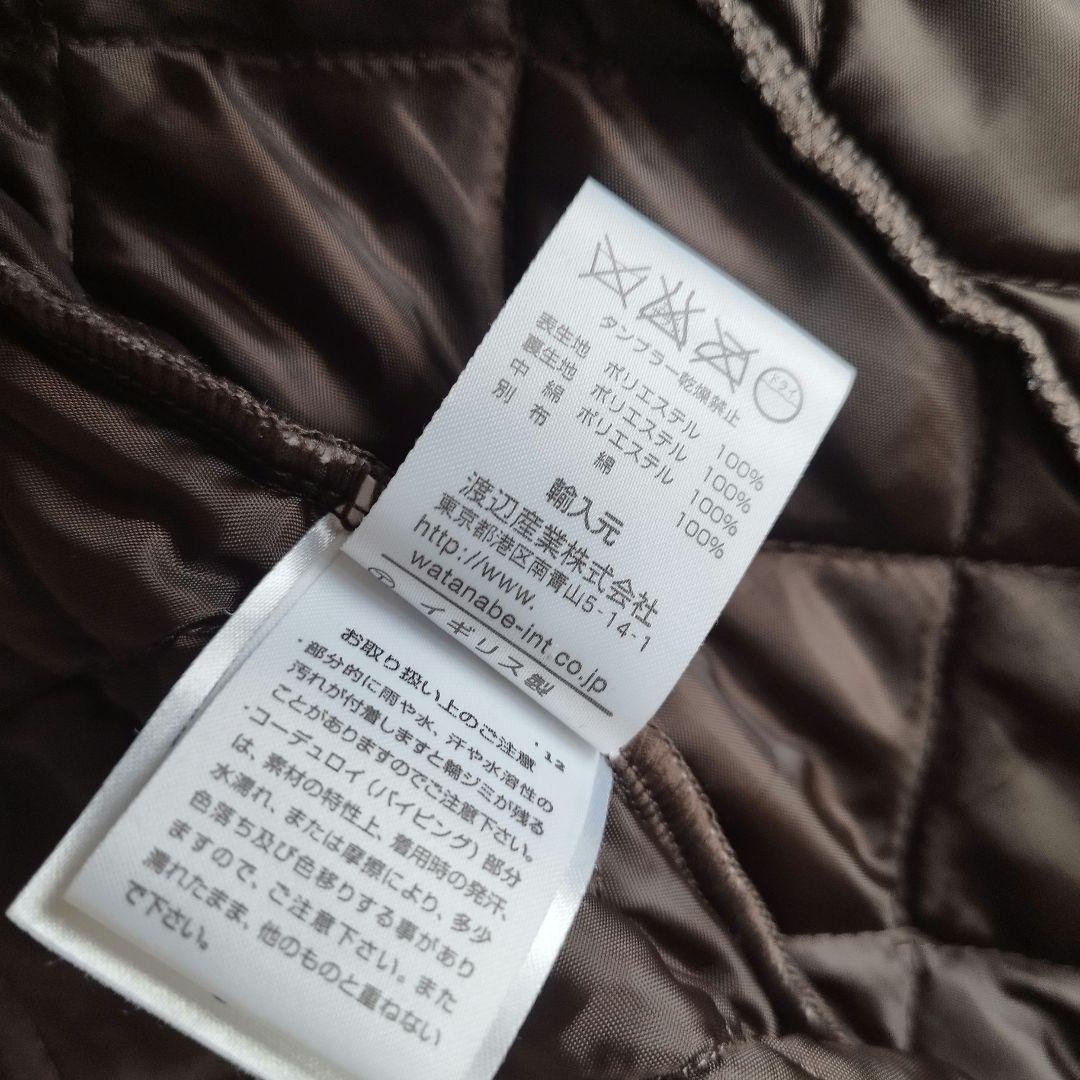 ドライ
タンブラー乾燥禁止
表生地 ポリエステル 100%
裏生地 ポリエステル 100%
中綿 ポリエステル 100%
別布 綿 100%
輸入元
渡辺産業株式会社
東京都港区南青山5-14-1
http://www.
watanabe-int.co.jp
イギリス製
'12
お取り扱い上のご注意
・部分的に雨や水、汗や水溶性の
汚れが付着しますと輪ジミが残る
ことがありますのでご注意下さい。
・コーデュロイ(パイピング)部分
は、素材の特性上、着用時の発汗、
水濡れ、または摩擦により、多少
色落ち及び色移りする事があり
ますので、ご注意下さい。また
濡れたまま、他のものと重ねない
で下さい。